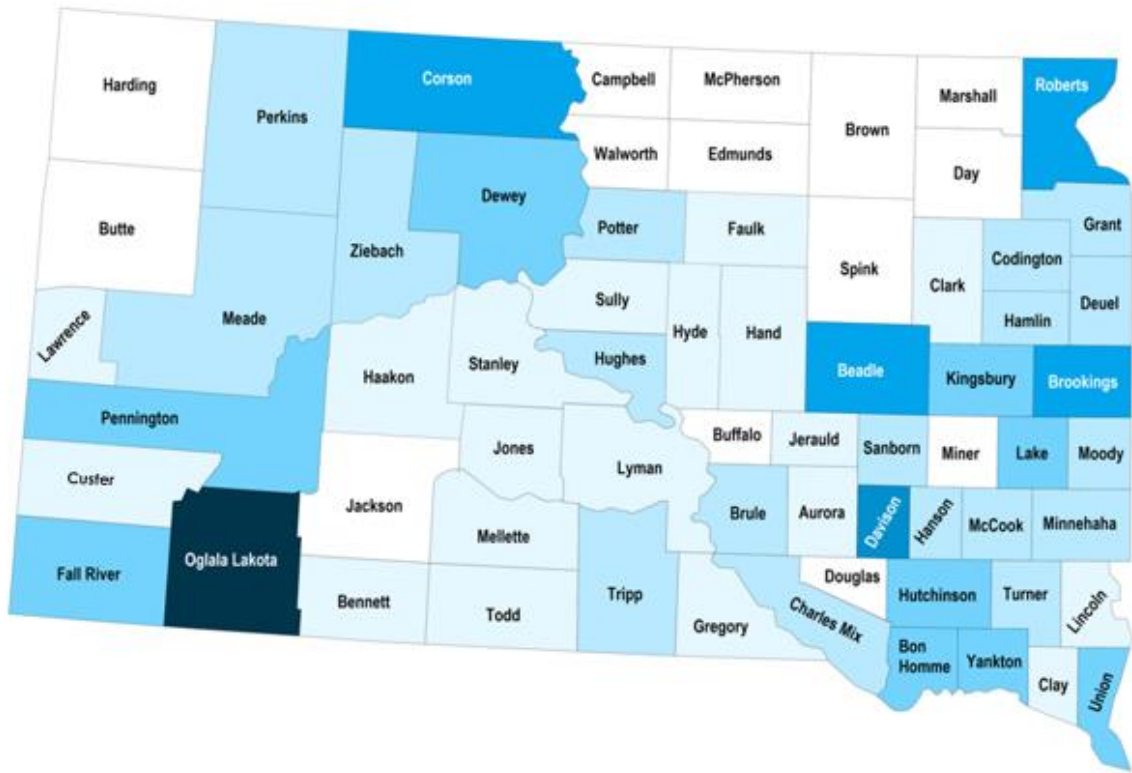 Harding
Perkins
Corson
Campbell
McPherson
Brown
Marshall
Roberts
Walworth
Edmunds
Day
Butte
Ziebach
Dewey
Potter
Faulk
Spink
Clark
Codington
Grant
Hamlin
Deuel
Lawrence
Meade
Haakon
Stanley
Sully
Hughes
Hyde
Hand
Beadle
Kingsbury
Brookings
Pennington
Custer
Jackson
Jones
Lyman
Buffalo
Jerauld
Sanborn
Miner
Lake
Moody
Fall River
Oglala Lakota
Bennett
Mellette
Todd
Tripp
Gregory
Brule
Aurora
Davison
Hanson
McCook
Minnehaha
Charles Mix
Douglas
Hutchinson
Turner
Lincoln
Bon
Homme
Yankton
Clay
Union